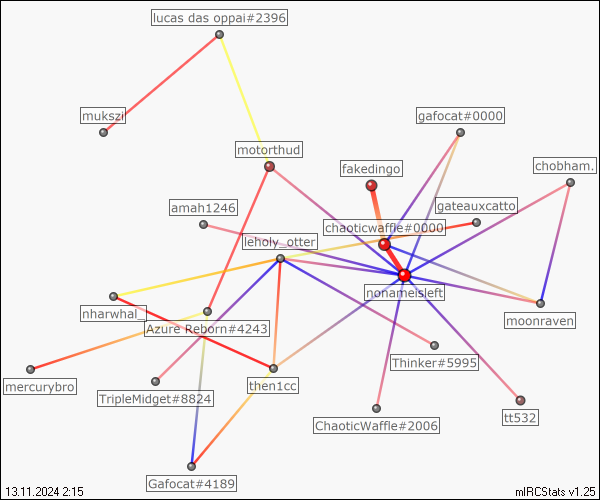 lucas das oppai#2396
mukszi
gafocat#0000
motorthud
fakedingo
chobham.
amah1246
gateauxcatto
chaoticwaffle#0000
leholy_otter
nonameisleft
nharwhal_
Azure Reborn#4243
moonraven
Thinker#5995
mercurybro
then1cc
TripleMidget#8824
ChaoticWaffle#2006
tt532
Gafocat#4189
13.11.2024 2:15
mIRCStats v1.25